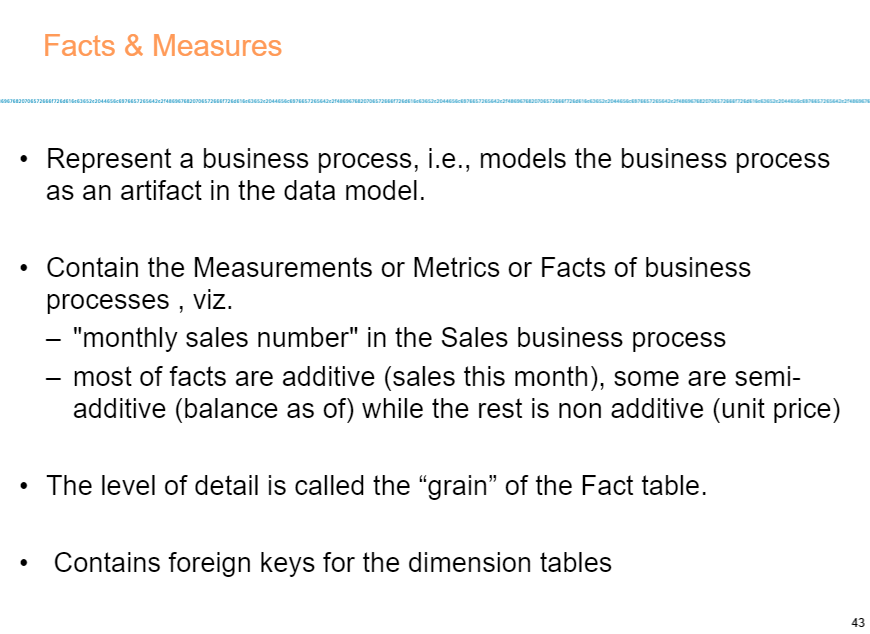 Facts & Measures
• Represent a business process, i.e., models the business process
as an artifact in the data model.
• Contain the Measurements or Metrics or Facts of business
processes , viz.
– "monthly sales number" in the Sales business process
– most of facts are additive (sales this month), some are semi-
additive (balance as of) while the rest is non additive (unit price)
• The level of detail is called the “grain” of the Fact table.
• Contains foreign keys for the dimension tables
43